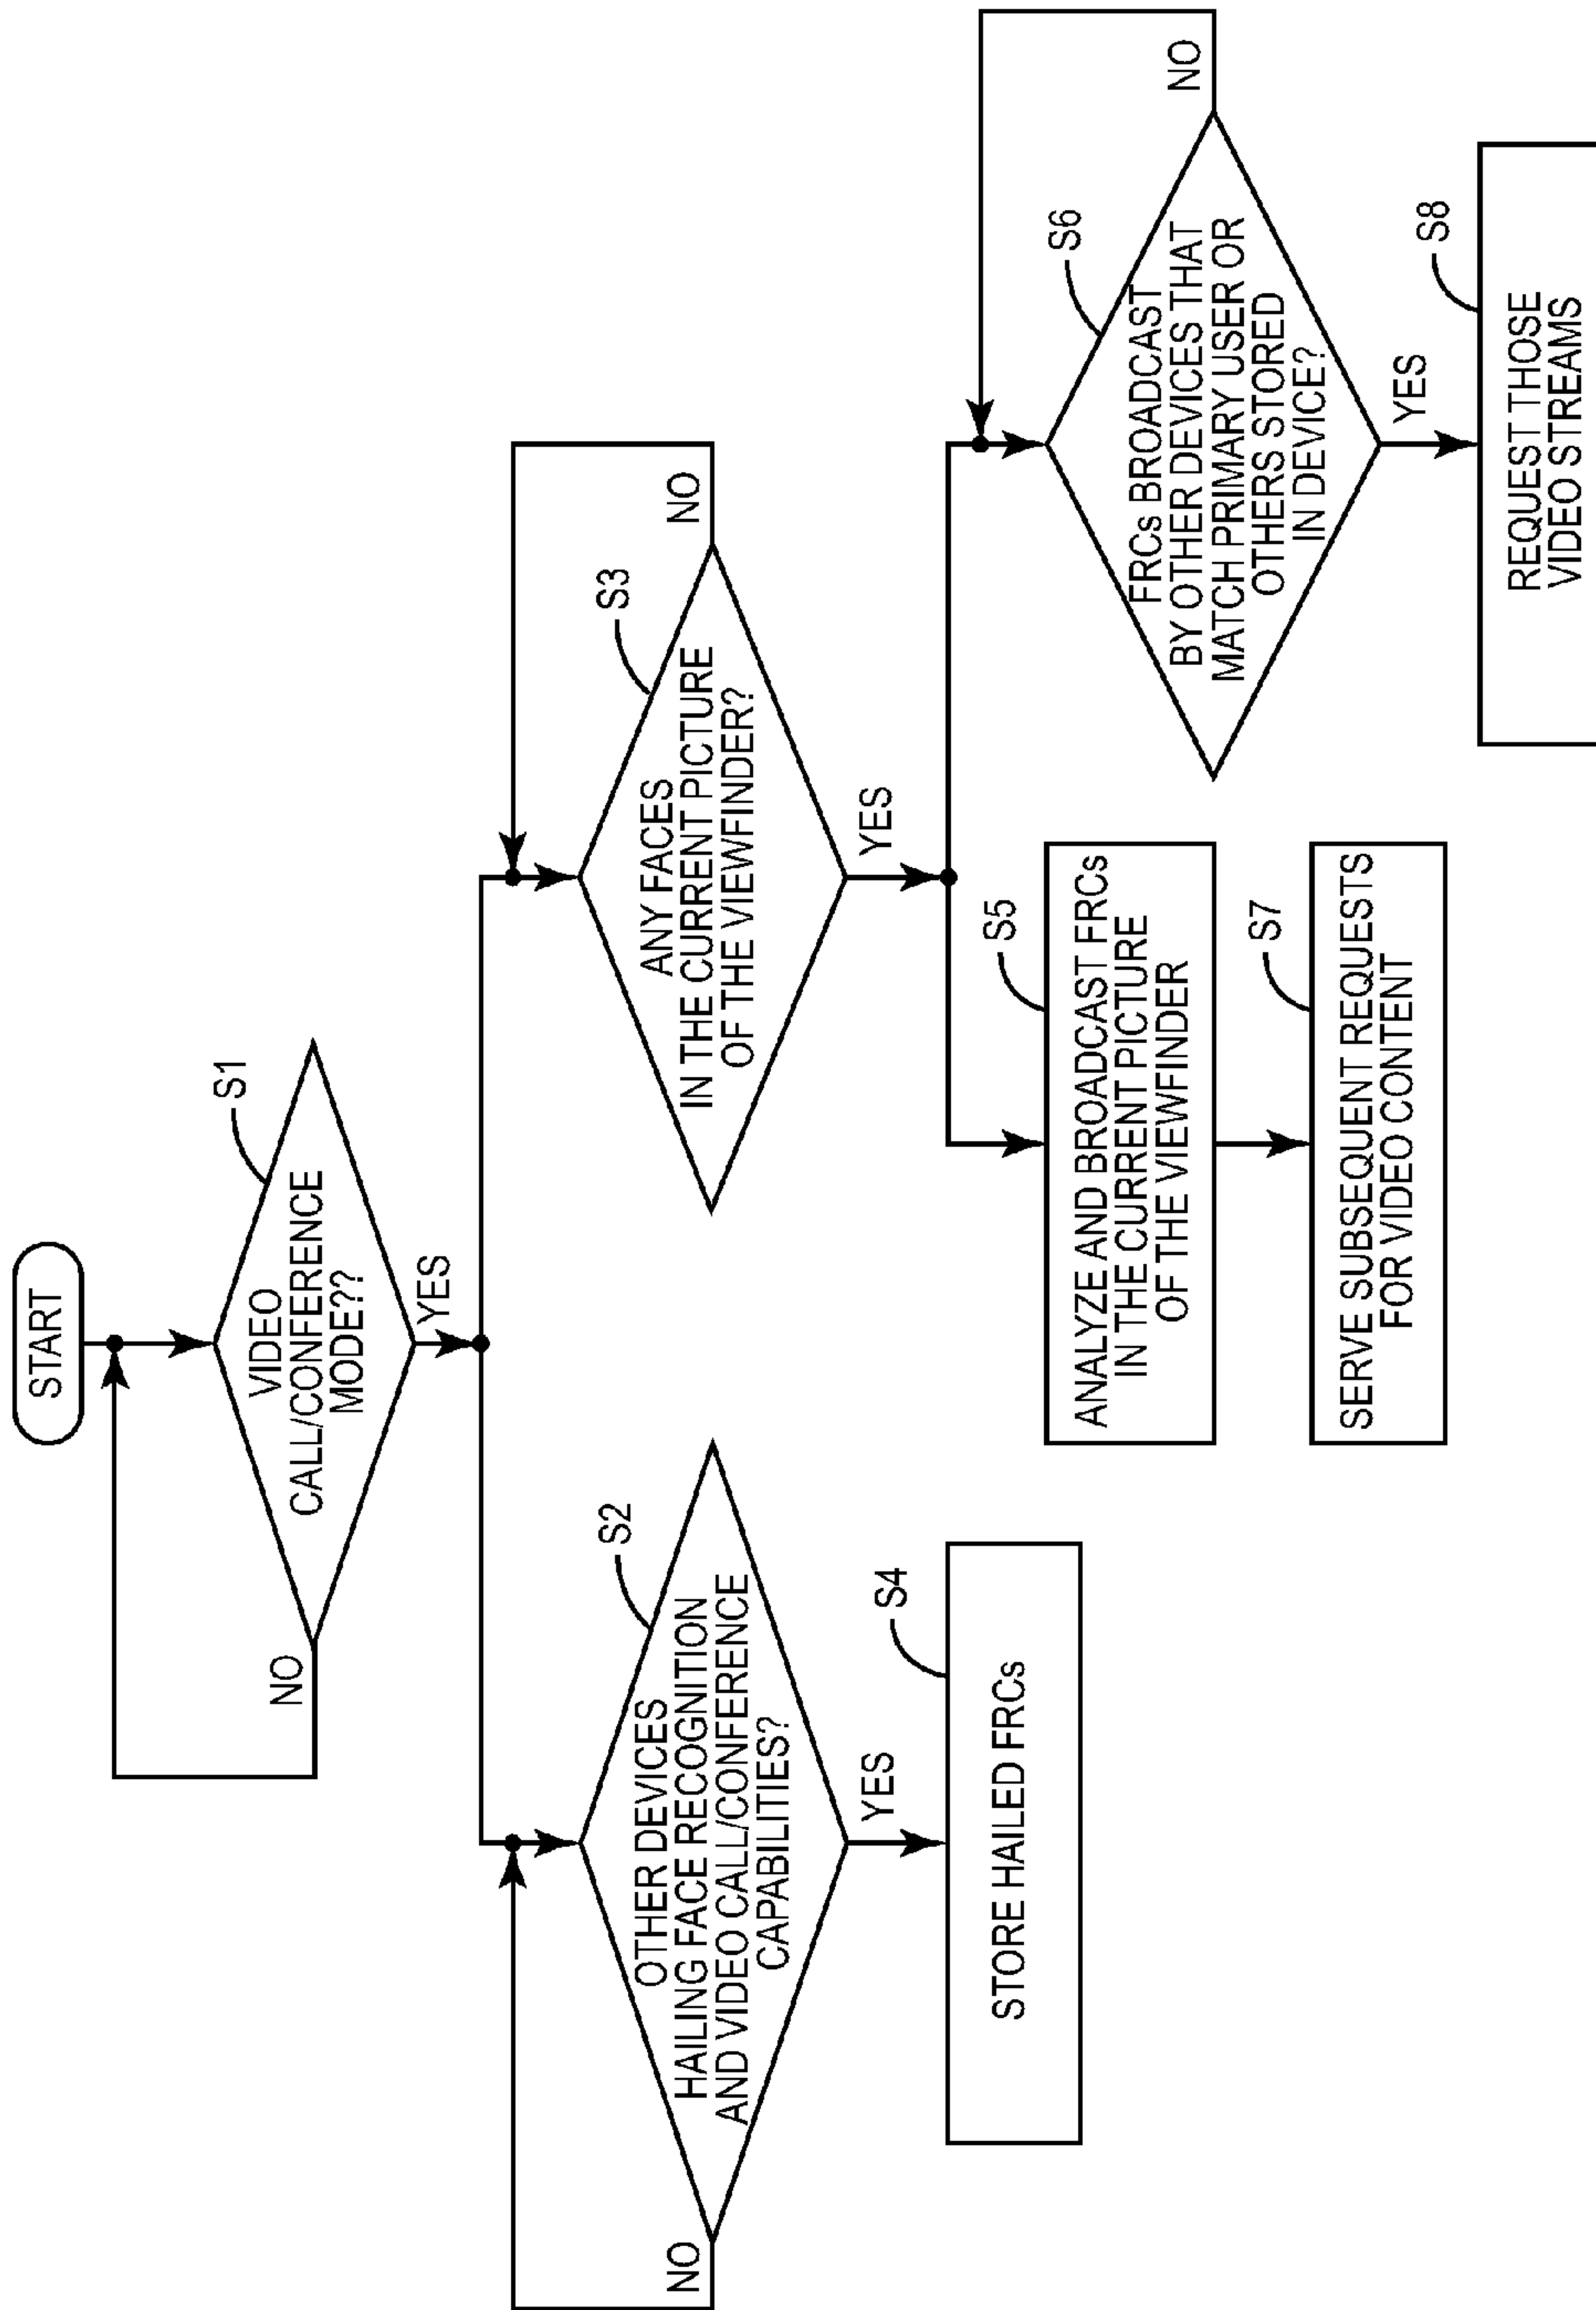 START
S1
VIDEO
CALL/CONFERENCE
MODE??
NO
YES
S2
OTHER DEVICES
HAILING FACE RECOGNITION
AND VIDEO CALL/CONFERENCE
CAPABILITIES?
NO
YES
S3
ANY FACES
IN THE CURRENT PICTURE
OF THE VIEWFINDER?
NO
YES
S4
STORE HAILED FRCs
S5
ANALYZE AND BROADCAST FRCs
IN THE CURRENT PICTURE
OF THE VIEWFINDER
S6
FRCs BROADCAST
BY OTHER DEVICES THAT
MATCH PRIMARY USER OR
OTHERS STORED
IN DEVICE?
NO
YES
S7
SERVE SUBSEQUENT REQUESTS
FOR VIDEO CONTENT
S8
REQUEST THOSE
VIDEO STREAMS